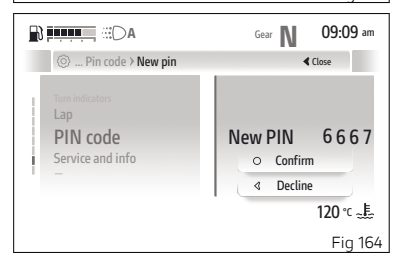 A Gear N 09:09 am
... Pin code > New pin Close
Turn indicators
Lap
PIN code
Service and info
...
New PIN 6667
Confirm
Decline
120 °C
Fig 164